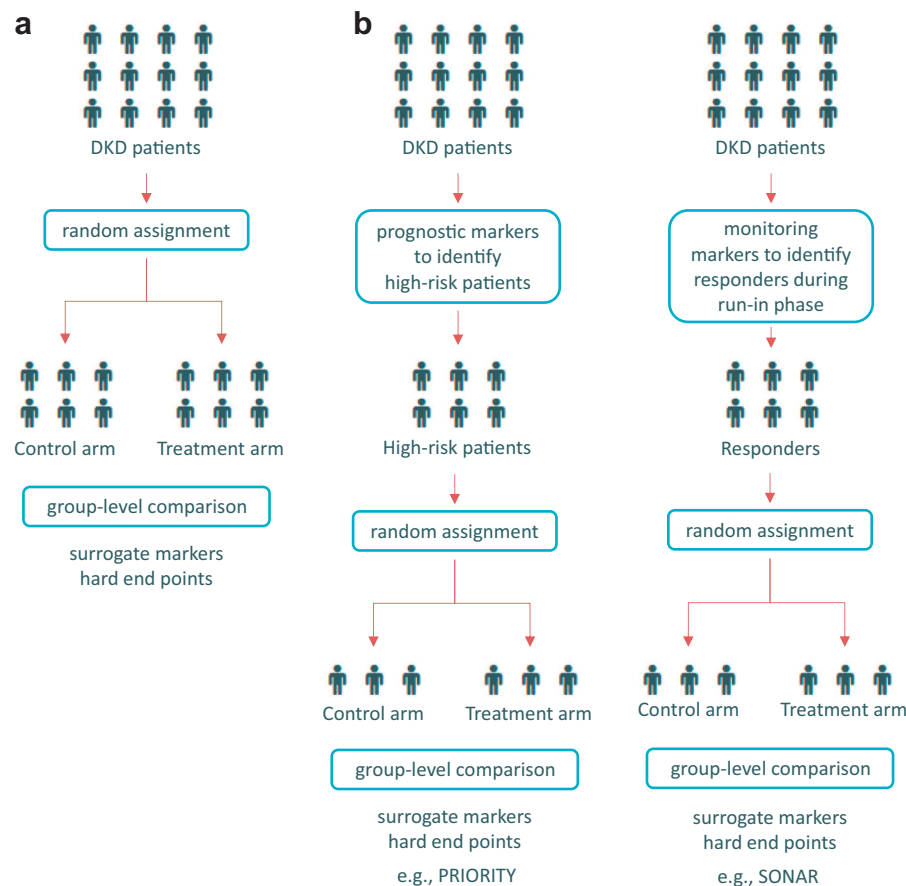 a
DKD patients
random assignment
Control arm
Treatment arm
group-level comparison
surrogate markers
hard end points
b
DKD patients
prognostic markers
to identify
high-risk patients
High-risk patients
random assignment
Control arm
Treatment arm
group-level comparison
surrogate markers
hard end points
e.g., PRIORITY
DKD patients
monitoring
markers to identify
responders during
run-in phase
Responders
random assignment
Control arm
Treatment arm
group-level comparison
surrogate markers
hard end points
e.g., SONAR